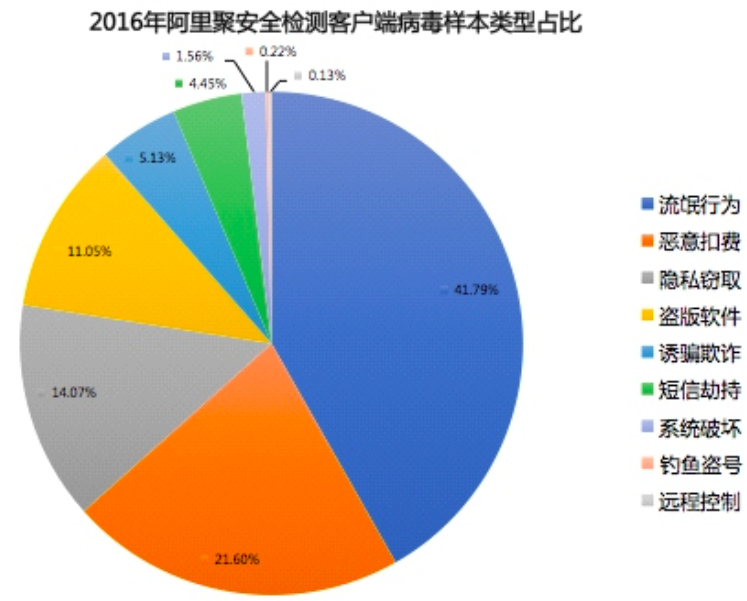 2016年阿里聚安全检测客户端病毒样本类型占比
1.56%
0.22%
0.13%
4.45%
5.13%
11.05%
41.79%
14.07%
21.60%
流氓行为
恶意扣费
隐私窃取
盗版软件
诱骗欺诈
短信劫持
系统破坏
钓鱼盗号
远程控制